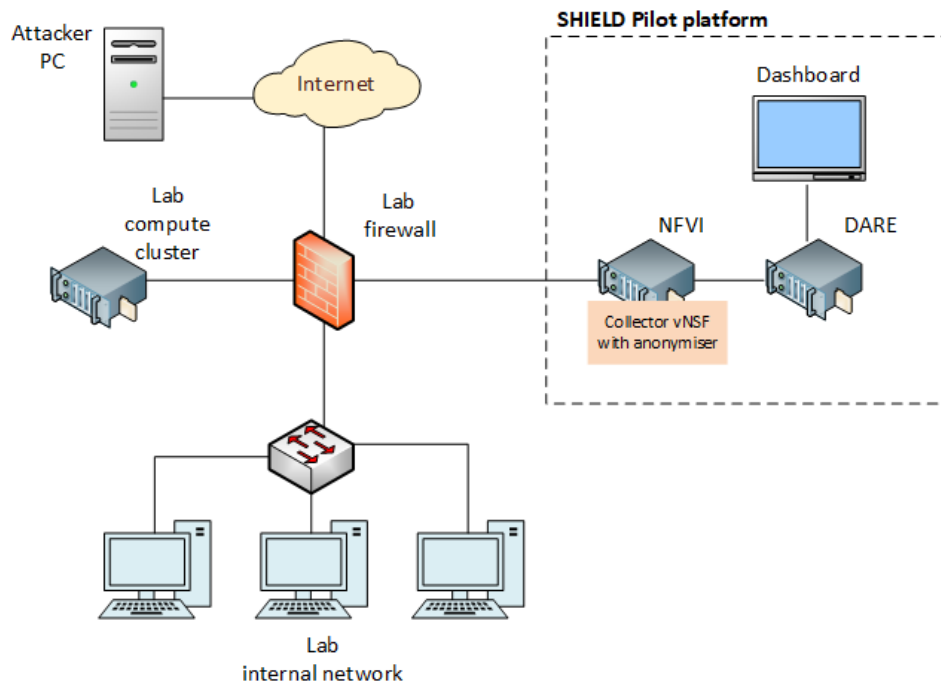 SHIELD Pilot platform
Attacker
PC
Internet
Dashboard
Lab
compute
cluster
Lab
firewall
NFVI
DARE
Collector vNSF
with anonymiser
Lab
internal network